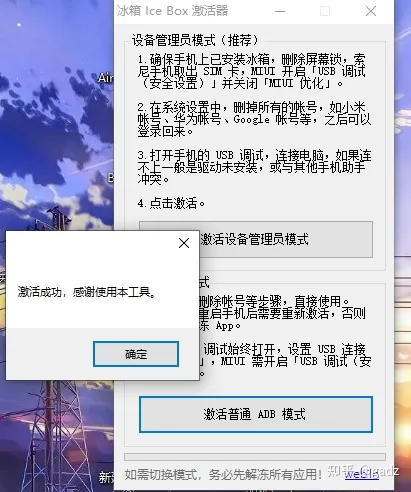 冰箱 Ice Box 激活器
设备管理员模式（推荐）
1.确保手机上已安装冰箱，删除屏幕锁，索
尼手机取出 SIM 卡，MIUI 开启「USB 调试
（安全设置）」并关闭「MIUI 优化」。
2.在系统设置中，删掉所有的帐号，如小米
帐号、华为帐号、Google 帐号等，之后可以
登录回来。
3.打开手机的 USB 调试，连接电脑，如果连
不上一般是驱动未安装，或与其他手机助手
冲突。
4.点击激活。
激活设备管理员模式
激活成功，感谢使用本工具。
确定
式
删除帐号等步骤，直接使用。
重启手机后需要重新激活，否则
冻 App。
调试始终打开，设置 USB 连接
」，MIUI 需开启「USB 调试（安
。
激活普通 ADB 模式
如需切换模式，务必先解冻所有应用！
web1n
知乎 @gadz
Air
新